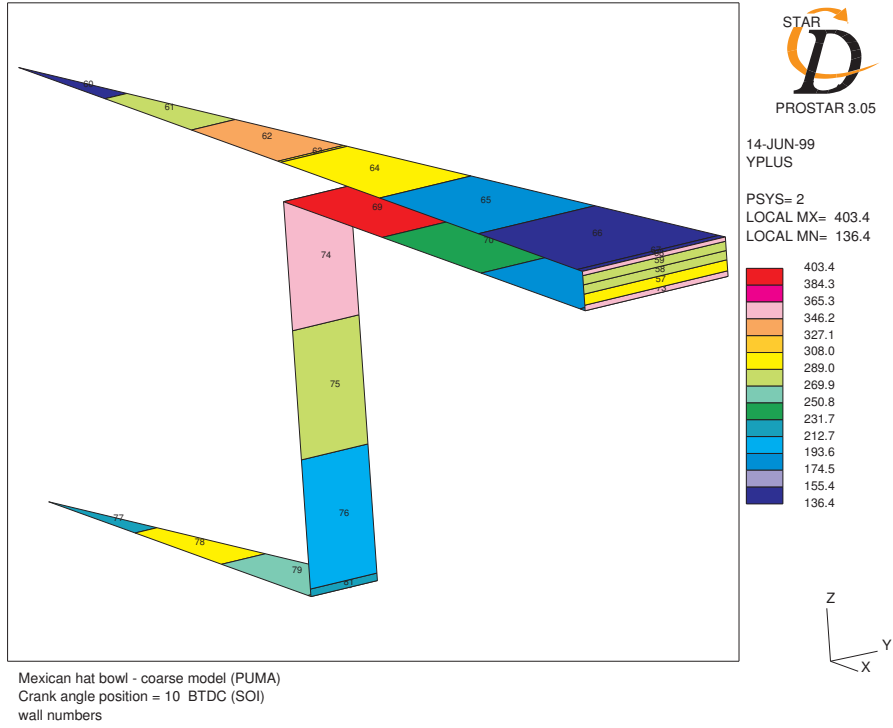 STAR
D
PROSTAR 3.05
14-JUN-99
YPLUS
PSYS= 2
LOCAL MX= 403.4
LOCAL MN= 136.4
403.4
384.3
365.3
346.2
327.1
308.0
289.0
269.9
250.8
231.7
212.7
193.6
174.5
155.4
136.4
60
61
62
63
64
65
66
69
70
59
58
57
73
74
75
76
77
78
79
81
Z
Y
X
Mexican hat bowl - coarse model (PUMA)
Crank angle position = 10 BTDC (SOI)
wall numbers